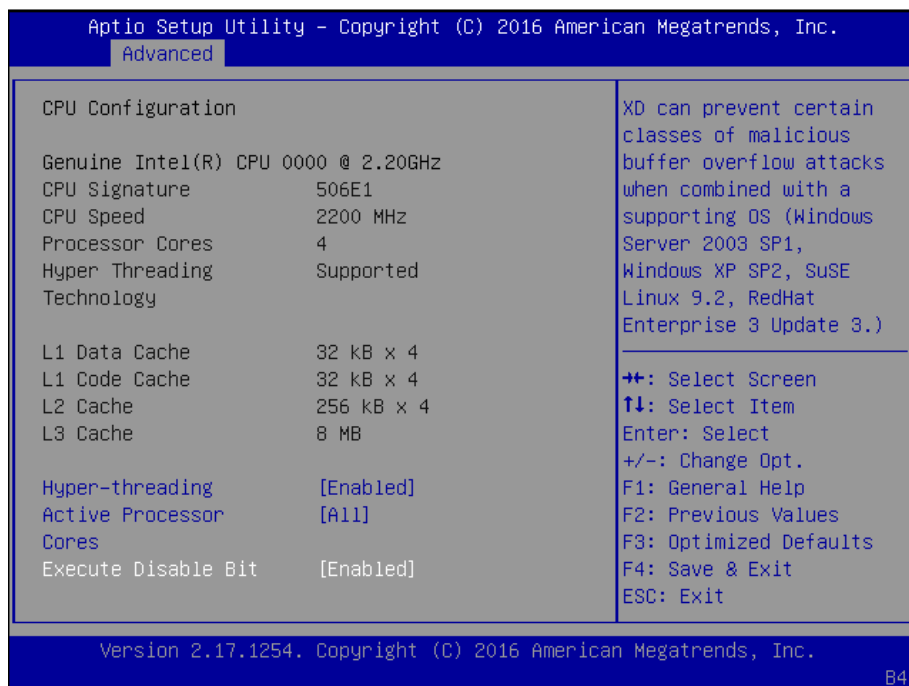 Aptio Setup Utility – Copyright (C) 2016 American Megatrends, Inc.
Advanced
CPU Configuration
Genuine Intel(R) CPU 0000 @ 2.20GHz
CPU Signature 506E1
CPU Speed 2200 MHz
Processor Cores 4
Hyper Threading Supported
Technology
L1 Data Cache 32 kB x 4
L1 Code Cache 32 kB x 4
L2 Cache 256 kB x 4
L3 Cache 8 MB
Hyper-threading [Enabled]
Active Processor [All]
Cores
Execute Disable Bit [Enabled]
XD can prevent certain
classes of malicious
buffer overflow attacks
when combined with a
supporting OS (Windows
Server 2003 SP1,
Windows XP SP2, SuSE
Linux 9.2, RedHat
Enterprise 3 Update 3.)
→←: Select Screen
↑↓: Select Item
Enter: Select
+/-: Change Opt.
F1: General Help
F2: Previous Values
F3: Optimized Defaults
F4: Save & Exit
ESC: Exit
Version 2.17.1254. Copyright (C) 2016 American Megatrends, Inc.
B4